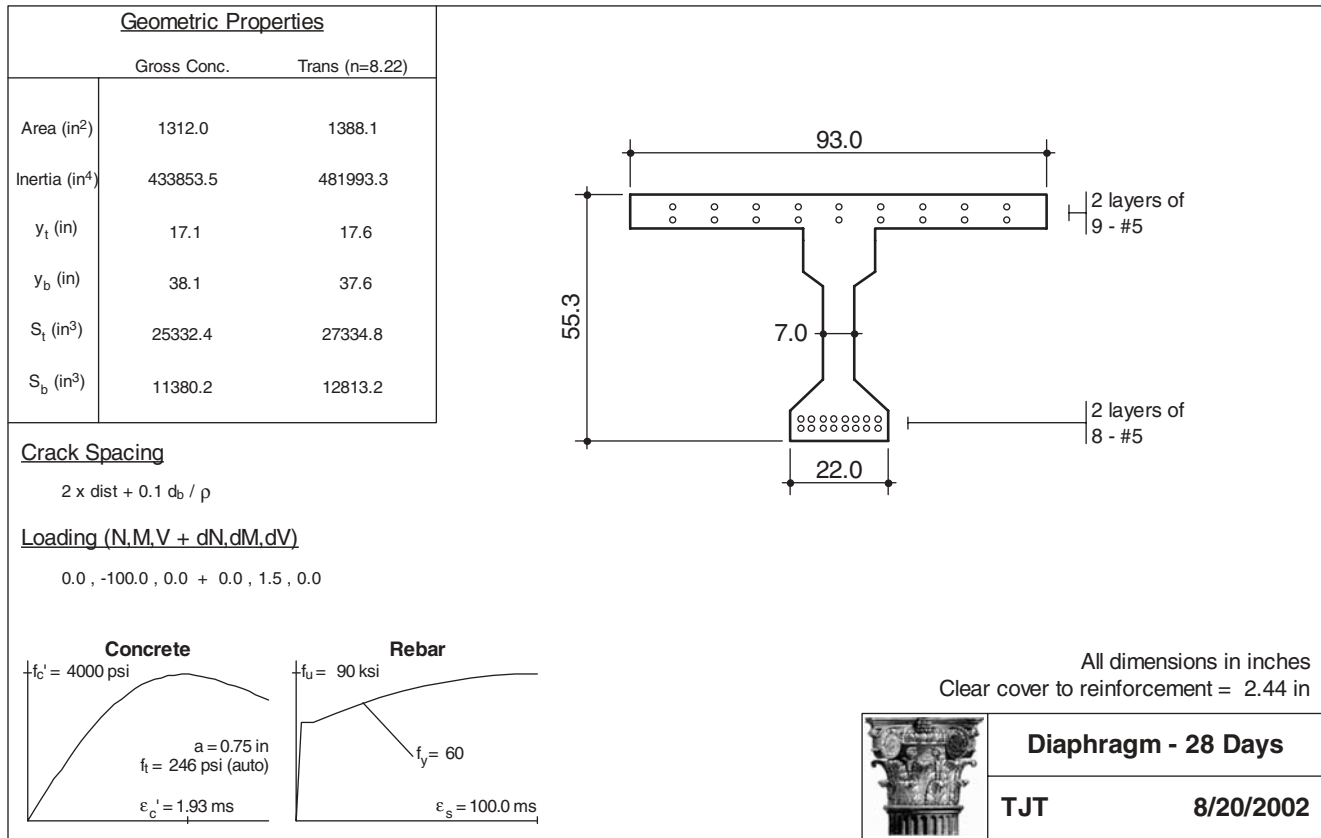 Geometric Properties
Gross Conc. Trans (n=8.22)
Area (in²) 1312.0 1388.1
Inertia (in⁴) 433853.5 481993.3
yt (in) 17.1 17.6
yb (in) 38.1 37.6
St (in³) 25332.4 27334.8
Sb (in³) 11380.2 12813.2
Crack Spacing
2 x dist + 0.1 db / ρ
Loading (N,M,V + dN,dM,dV)
0.0 , -100.0 , 0.0 + 0.0 , 1.5 , 0.0
Concrete
fc' = 4000 psi
a = 0.75 in
ft = 246 psi (auto)
εc' = 1.93 ms
Rebar
fu = 90 ksi
fy = 60
εs = 100.0 ms
93.0
55.3
7.0
22.0
2 layers of
9 - #5
2 layers of
8 - #5
All dimensions in inches
Clear cover to reinforcement = 2.44 in
Diaphragm - 28 Days
TJT 8/20/2002